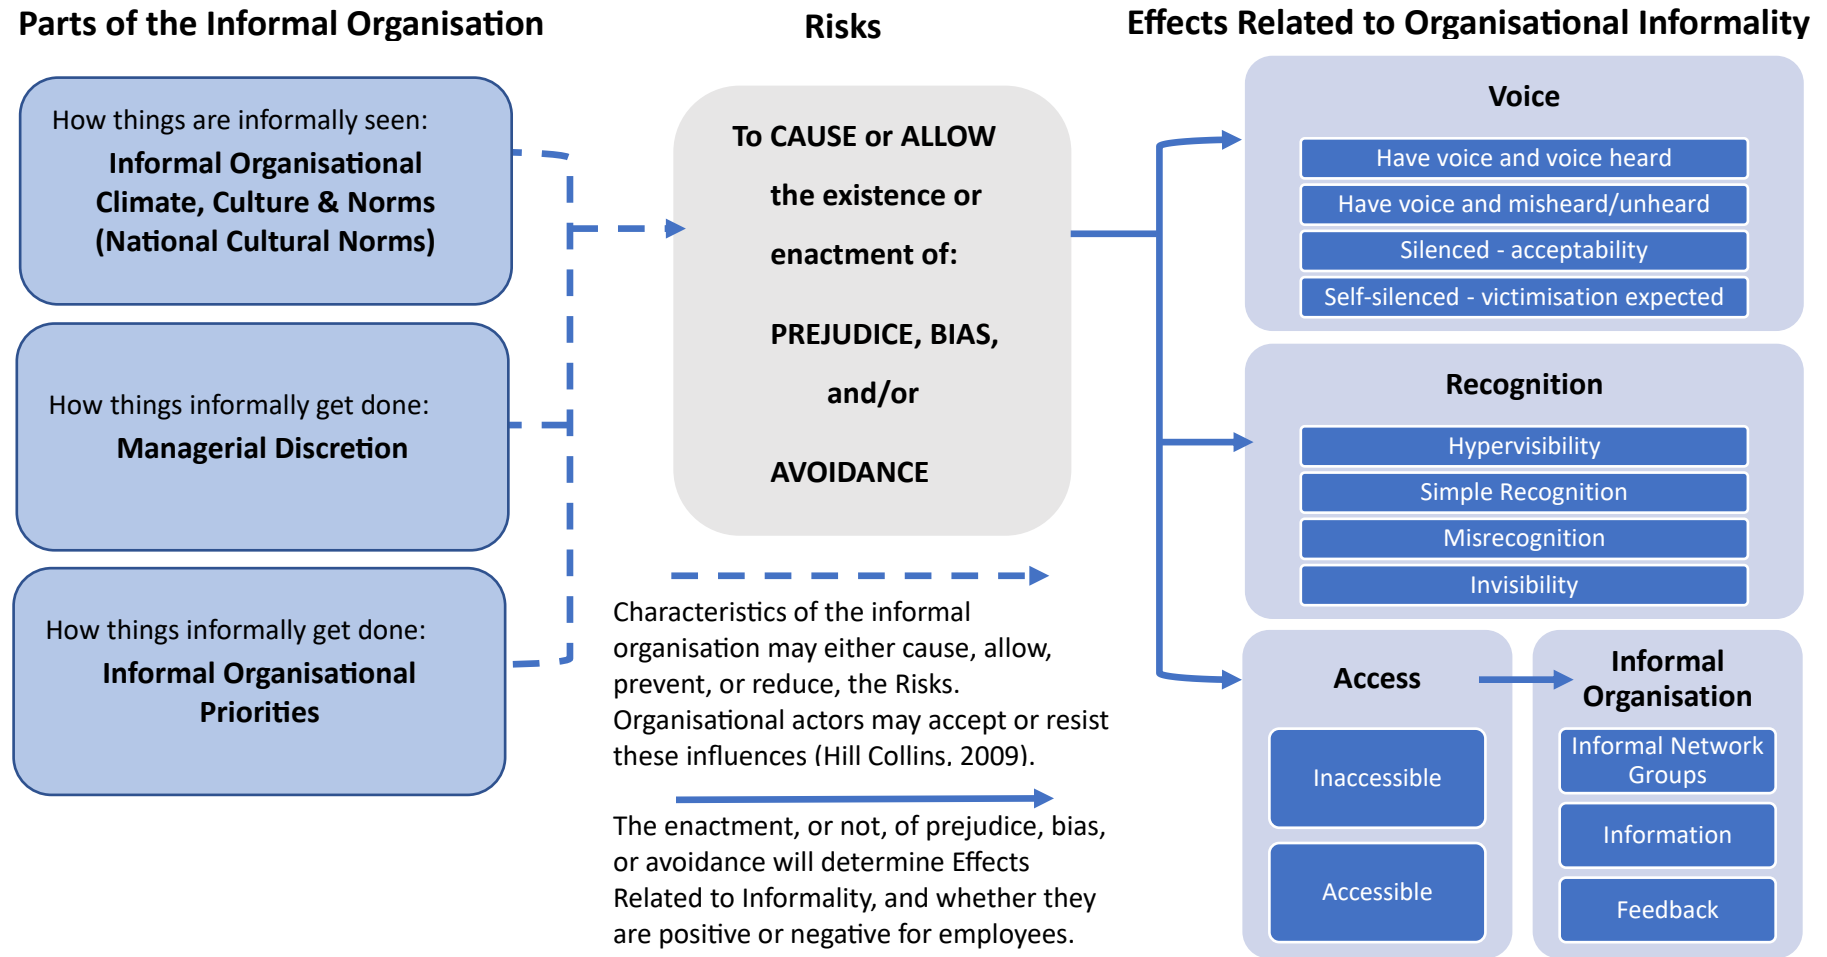 Parts of the Informal Organisation
How things are informally seen:
Informal Organisational
Climate, Culture & Norms
(National Cultural Norms)
How things informally get done:
Managerial Discretion
How things informally get done:
Informal Organisational
Priorities
Risks
To CAUSE or ALLOW
the existence or
enactment of:
PREJUDICE, BIAS,
and/or
AVOIDANCE
Characteristics of the informal
organisation may either cause, allow,
prevent, or reduce, the Risks.
Organisational actors may accept or resist
these influences (Hill Collins, 2009).
The enactment, or not, of prejudice, bias,
or avoidance will determine Effects
Related to Informality, and whether they
are positive or negative for employees.
Effects Related to Organisational Informality
Voice
Have voice and voice heard
Have voice and misheard/unheard
Silenced - acceptability
Self-silenced - victimisation expected
Recognition
Hypervisibility
Simple Recognition
Misrecognition
Invisibility
Access
Inaccessible
Accessible
Informal
Organisation
Informal Network
Groups
Information
Feedback